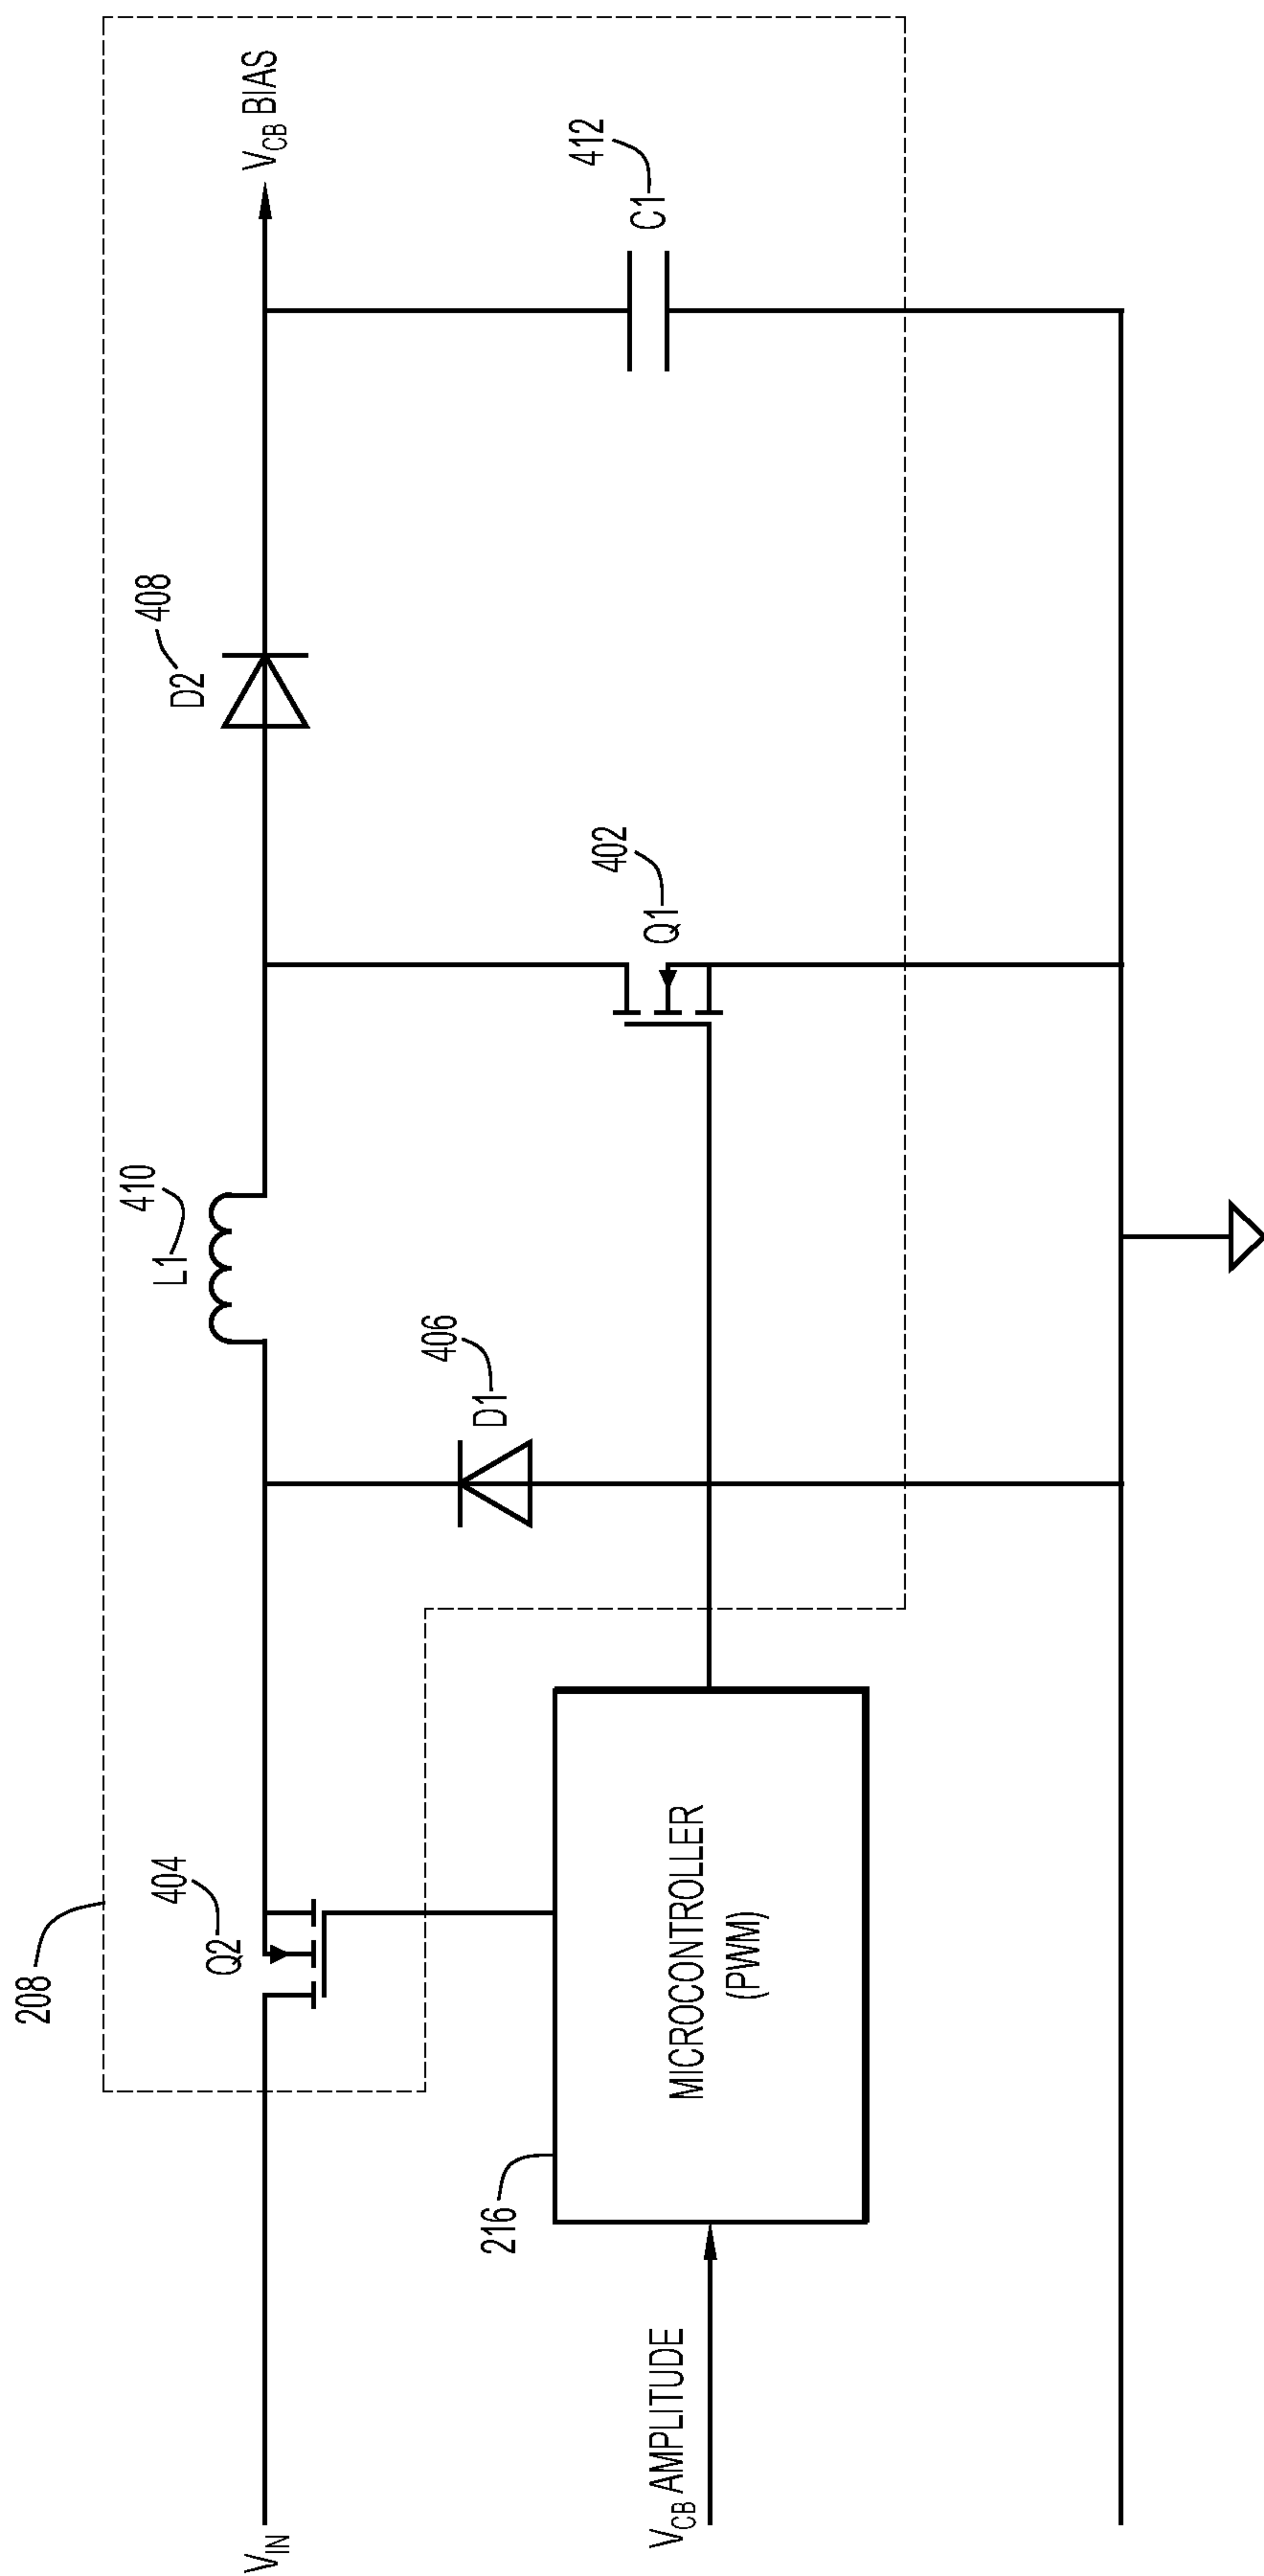 208
404
Q2
V_IN
410
L1
408
D2
V_CB BIAS
406
D1
402
Q1
412
C1
216
MICROCONTROLLER
(PWM)
V_CB AMPLITUDE